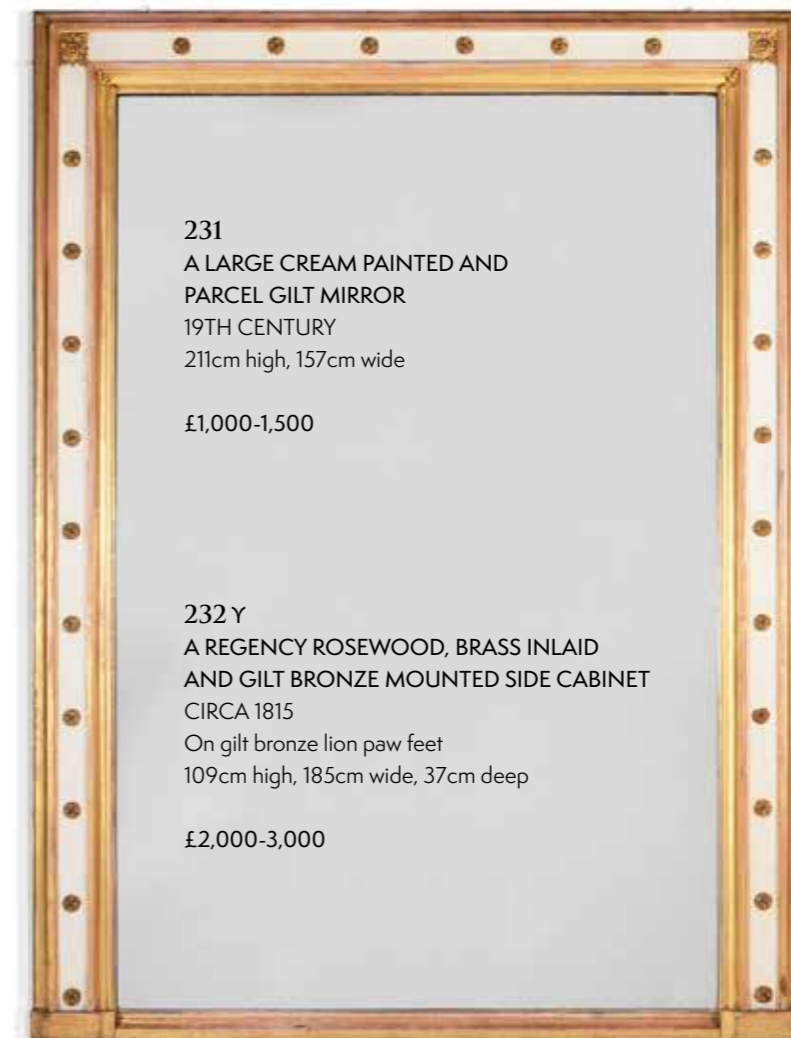 231
A LARGE CREAM PAINTED AND
PARCEL GILT MIRROR
19TH CENTURY
211cm high, 157cm wide
£1,000-1,500
232 ϒ
A REGENCY ROSEWOOD, BRASS INLAID
AND GILT BRONZE MOUNTED SIDE CABINET
CIRCA 1815
On gilt bronze lion paw feet
109cm high, 185cm wide, 37cm deep
£2,000-3,000